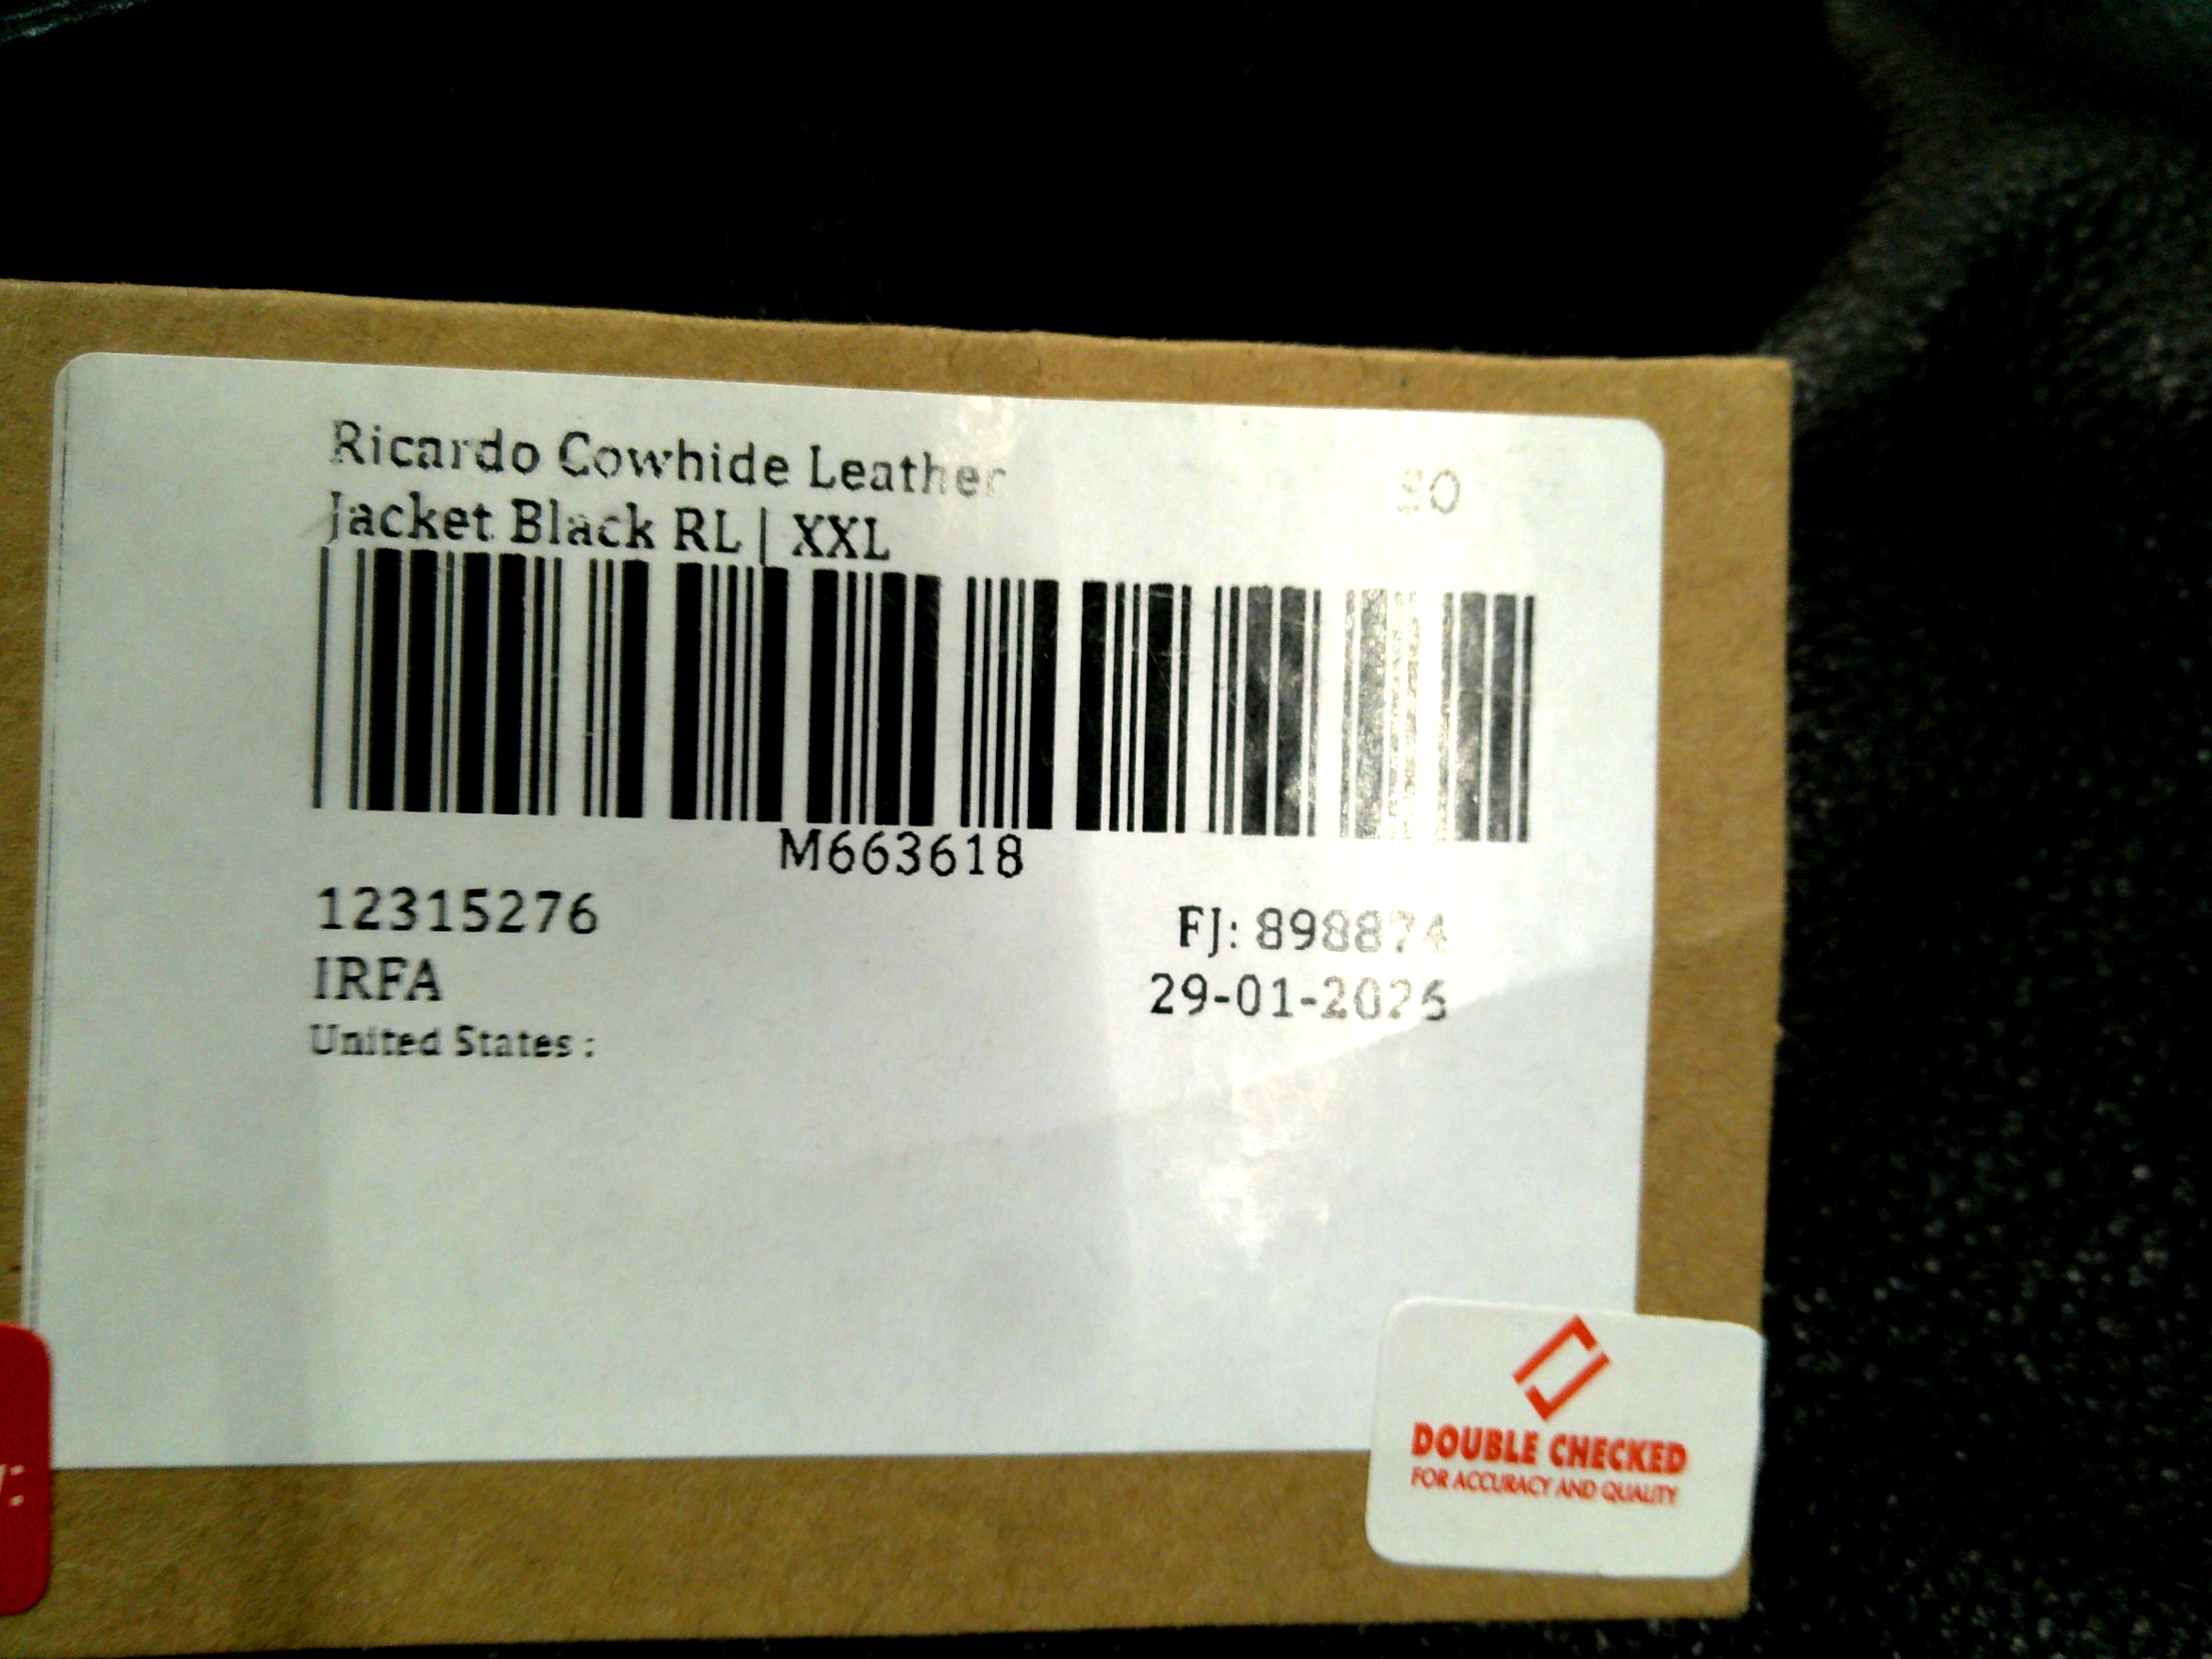 Ricardo Cowhide Leather
Jacket Black RL | XXL
M663618
12315276
FJ: 898874
IRFA
29-01-2026
United States :
DOUBLE CHECKED
FOR ACCURACY AND QUALITY